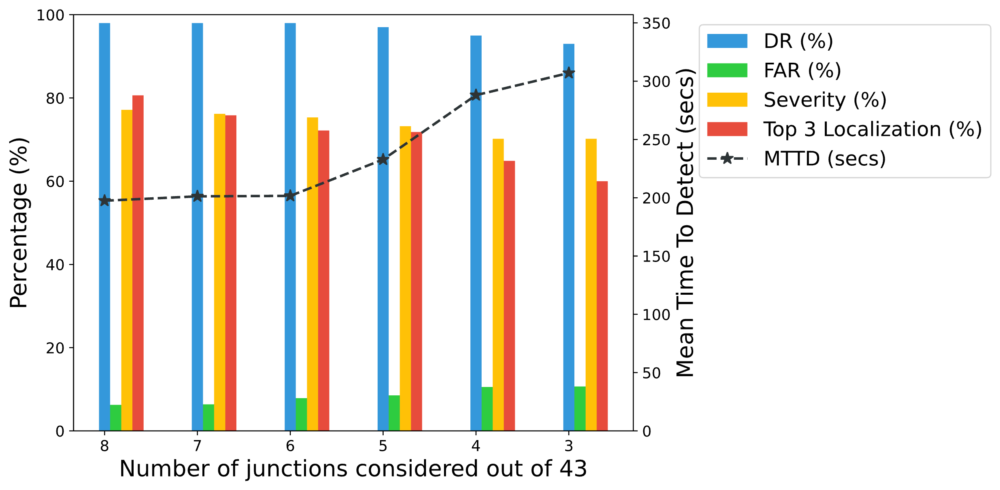 Percentage (%)
100
80
60
40
20
0
8 7 6 5 4 3
Number of junctions considered out of 43
350
300
250
200
150
100
50
0
Mean Time To Detect (secs)
DR (%)
FAR (%)
Severity (%)
Top 3 Localization (%)
MTTD (secs)